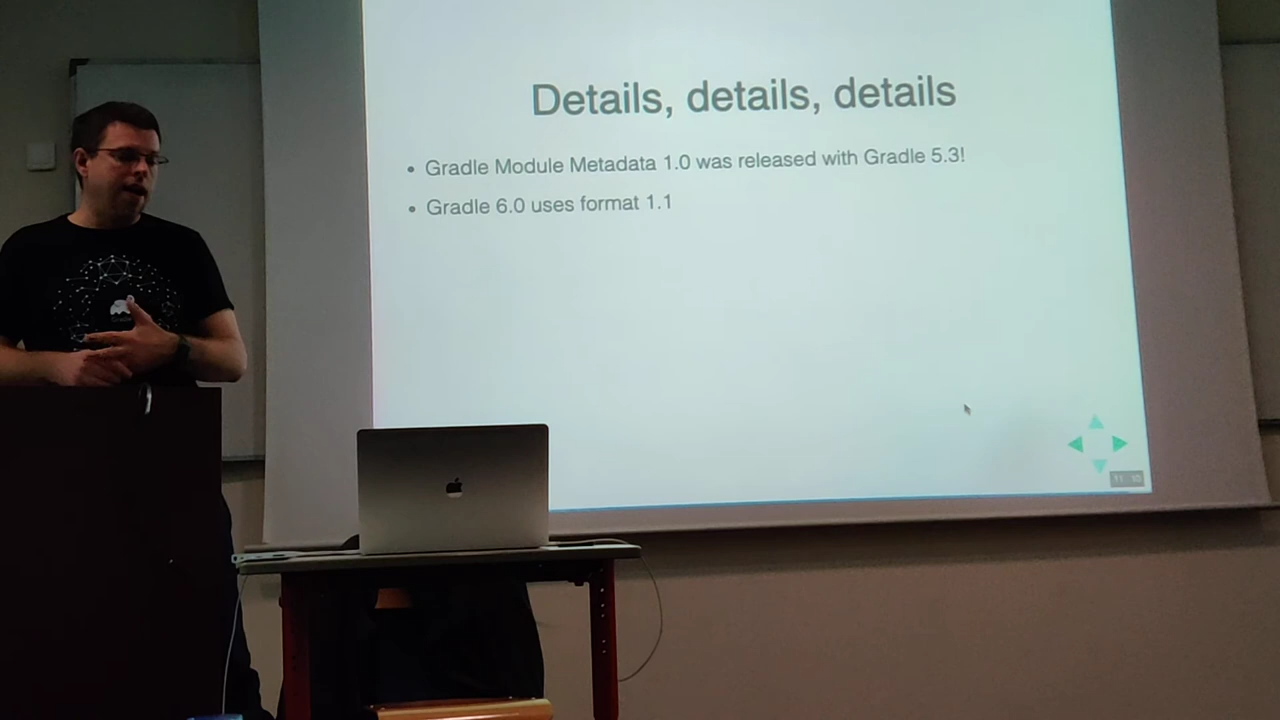 Details, details, details
• Gradle Module Metadata 1.0 was released with Gradle 5.3!
• Gradle 6.0 uses format 1.1